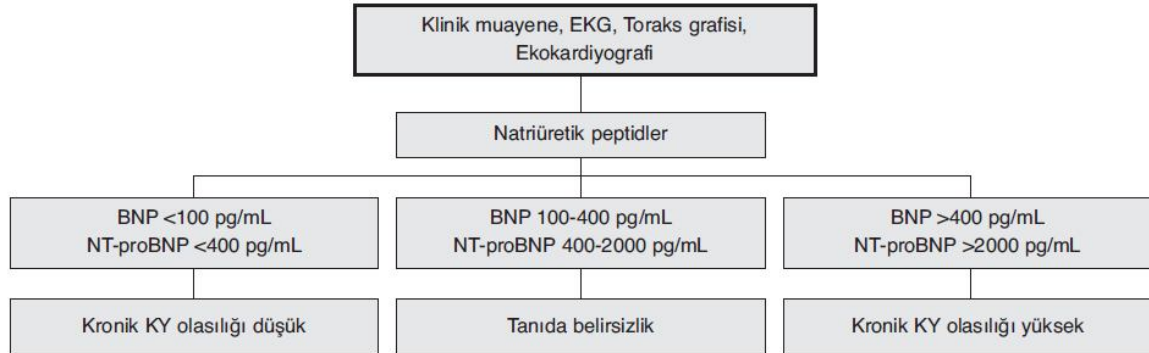 Klinik muayene, EKG, Toraks grafisi,
Ekokardiyografi
Natriüretik peptidler
BNP <100 pg/mL
NT-proBNP <400 pg/mL
BNP 100-400 pg/mL
NT-proBNP 400-2000 pg/mL
BNP >400 pg/mL
NT-proBNP >2000 pg/mL
Kronik KY olasılığı düşük
Tanıda belirsizlik
Kronik KY olasılığı yüksek